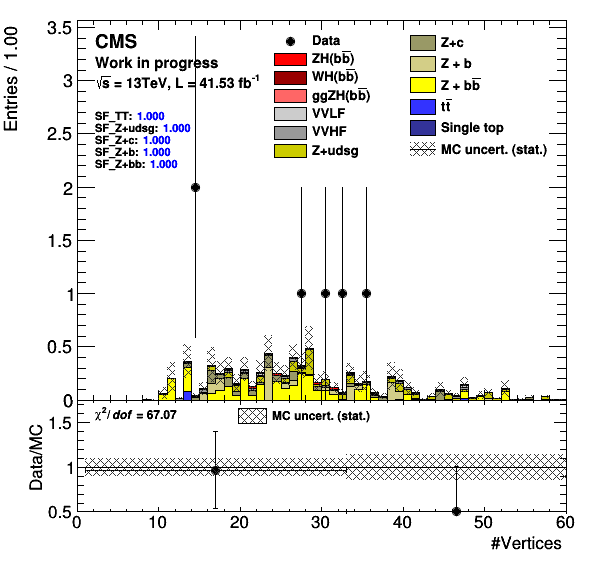 CMS
Work in progress
√s = 13TeV, L = 41.53 fb⁻¹
SF_TT: 1.000
SF_Z+udsg: 1.000
SF_Z+c: 1.000
SF_Z+b: 1.000
SF_Z+bb: 1.000
Data
ZH(bb̅)
WH(bb̅)
ggZH(bb̅)
VVLF
VVHF
Z+udsg
Z+c
Z + b
Z + bb̅
tt̅
Single top
MC uncert. (stat.)
Entries / 1.00
3.5
3
2.5
2
1.5
1
0.5
0
χ²/ dof = 67.07
MC uncert. (stat.)
Data/MC
1.5
1
0.5
0 10 20 30 40 50 60
#Vertices